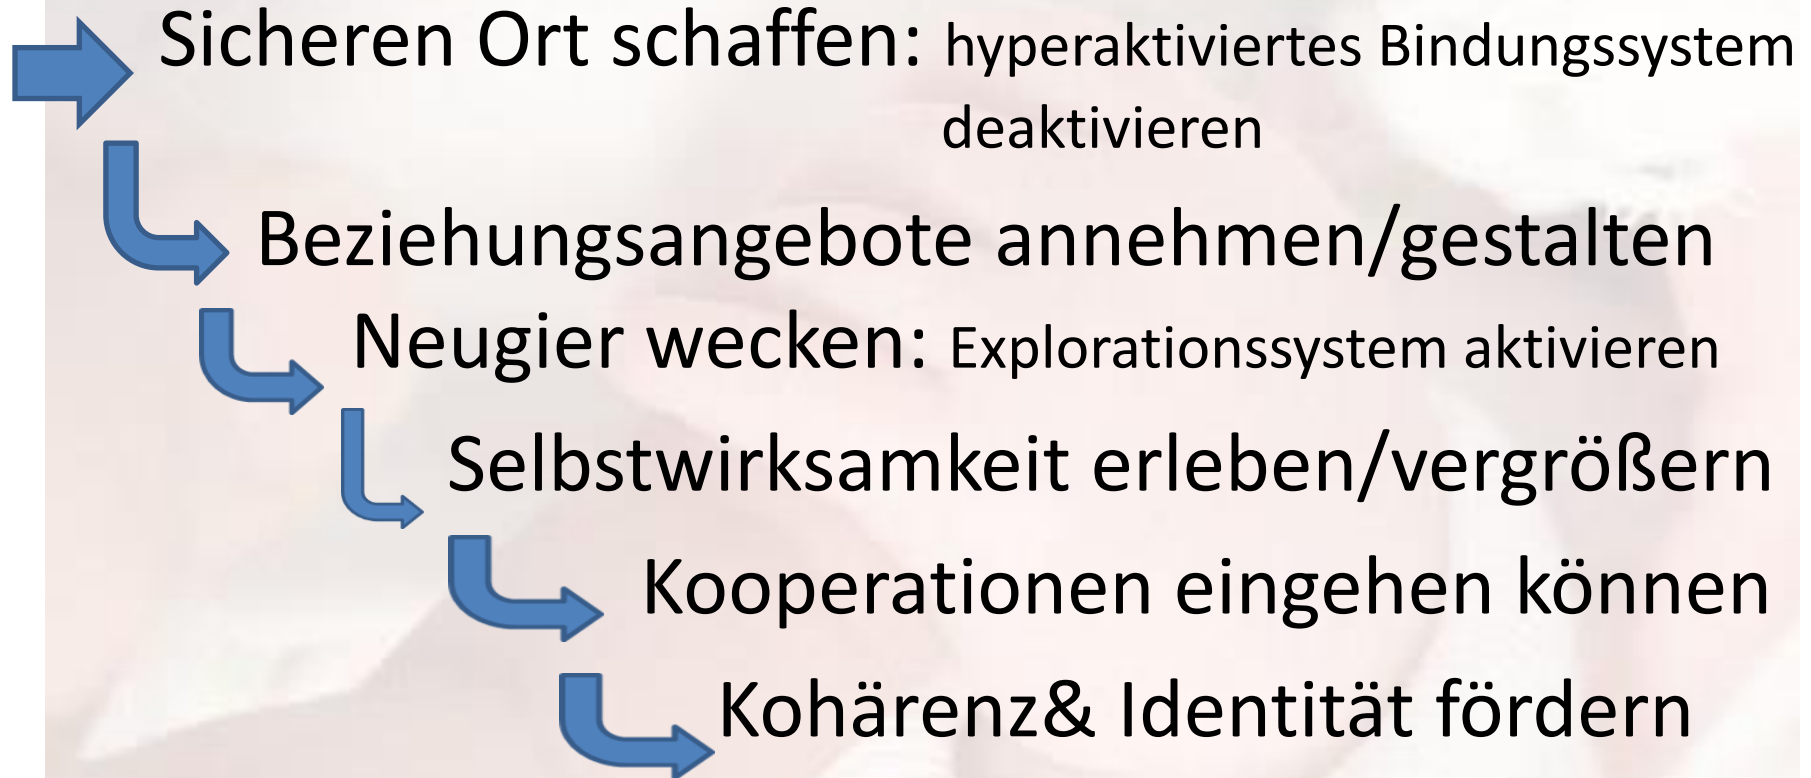 Sicheren Ort schaffen: hyperaktiviertes Bindungssystem
deaktivieren
Beziehungsangebote annehmen/gestalten
Neugier wecken: Explorationssystem aktivieren
Selbstwirksamkeit erleben/vergrößern
Kooperationen eingehen können
Kohärenz& Identität fördern